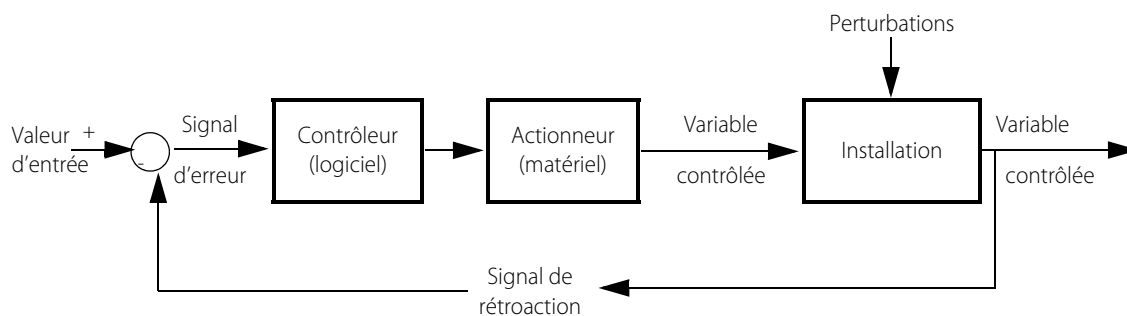 Perturbations
Valeur
d'entrée
+
-
Signal
d'erreur
Contrôleur
(logiciel)
Actionneur
(matériel)
Variable
contrôlée
Installation
Variable
contrôlée
Signal de
rétroaction